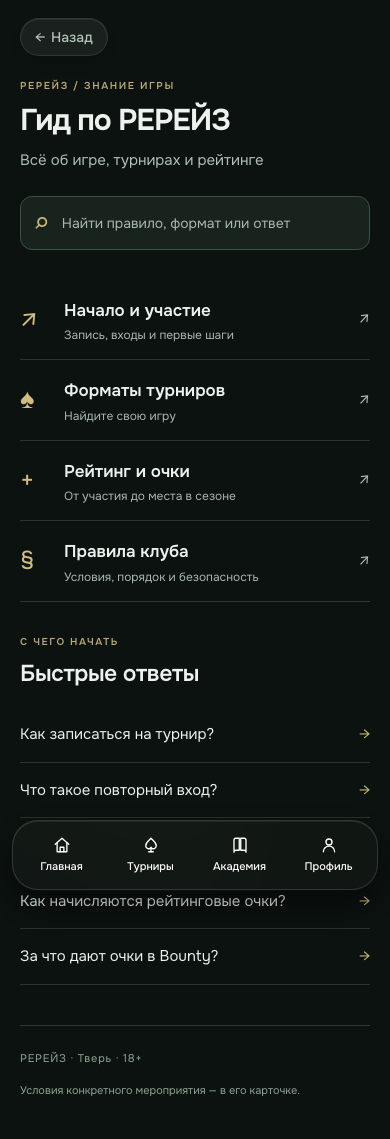 ← Назад
РЕРЕЙЗ / ЗНАНИЕ ИГРЫ
Гид по РЕРЕЙЗ
Всё об игре, турнирах и рейтинге
Найти правило, формат или ответ
Начало и участие
Запись, входы и первые шаги
Форматы турниров
Найдите свою игру
Рейтинг и очки
От участия до места в сезоне
§
Правила клуба
Условия, порядок и безопасность
С ЧЕГО НАЧАТЬ
Быстрые ответы
Как записаться на турнир?
Что такое повторный вход?
Главная
Турниры
Академия
Профиль
Как начисляются рейтинговые очки?
За что дают очки в Bounty?
РЕРЕЙЗ · Тверь · 18+
Условия конкретного мероприятия — в его карточке.